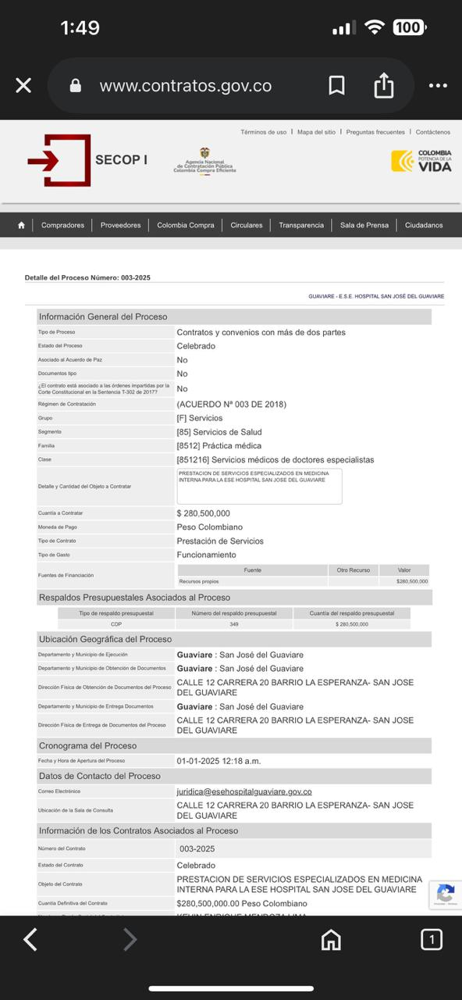 1:49
100
www.contratos.gov.co
Términos de uso | Mapa del sitio | Preguntas frecuentes | Contáctenos
SECOP I
Agencia Nacional
de Contratación Pública
Colombia Compra Eficiente
COLOMBIA
POTENCIA DE LA
VIDA
Compradores | Proveedores | Colombia Compra | Circulares | Transparencia | Sala de Prensa | Ciudadanos
Detalle del Proceso Número: 003-2025
GUAVIARE - E.S.E. HOSPITAL SAN JOSÉ DEL GUAVIARE
Información General del Proceso
Tipo de Proceso Contratos y convenios con más de dos partes
Estado del Proceso Celebrado
Asociado al Acuerdo de Paz No
Documentos tipo No
¿El contrato está asociado a las órdenes impartidas por la
Corte Constitucional en la Sentencia T-302 de 2017? No
Régimen de Contratación (ACUERDO Nª 003 DE 2018)
Grupo [F] Servicios
Segmento [85] Servicios de Salud
Familia [8512] Práctica médica
Clase [851216] Servicios médicos de doctores especialistas
Detalle y Cantidad del Objeto a Contratar
PRESTACION DE SERVICIOS ESPECIALIZADOS EN MEDICINA
INTERNA PARA LA ESE HOSPITAL SAN JOSE DEL GUAVIARE
Cuantía a Contratar $ 280,500,000
Moneda de Pago Peso Colombiano
Tipo de Contrato Prestación de Servicios
Tipo de Gasto Funcionamiento
Fuentes de Financiación
Fuente Otro Recurso Valor
Recursos propios $280,500,000
Respaldos Presupuestales Asociados al Proceso
Tipo de respaldo presupuestal Número del respaldo presupuestal Cuantía del respaldo presupuestal
CDP 349 $ 280,500,000
Ubicación Geográfica del Proceso
Departamento y Municipio de Ejecución Guaviare : San José del Guaviare
Departamento y Municipio de Obtención de Documentos Guaviare : San José del Guaviare
Dirección Física de Obtención de Documentos del Proceso CALLE 12 CARRERA 20 BARRIO LA ESPERANZA- SAN JOSE
DEL GUAVIARE
Departamento y Municipio de Entrega Documentos Guaviare : San José del Guaviare
Dirección Física de Entrega de Documentos del Proceso CALLE 12 CARRERA 20 BARRIO LA ESPERANZA- SAN JOSE
DEL GUAVIARE
Cronograma del Proceso
Fecha y Hora de Apertura del Proceso 01-01-2025 12:18 a.m.
Datos de Contacto del Proceso
Correo Electrónico juridica@esehospitalguaviare.gov.co
Ubicación de la Sala de Consulta CALLE 12 CARRERA 20 BARRIO LA ESPERANZA- SAN JOSE
DEL GUAVIARE
Información de los Contratos Asociados al Proceso
Número del Contrato 003-2025
Estado del Contrato Celebrado
Objeto del Contrato PRESTACION DE SERVICIOS ESPECIALIZADOS EN MEDICINA
INTERNA PARA LA ESE HOSPITAL SAN JOSE DEL GUAVIARE
Cuantía Definitiva del Contrato $280,500,000.00 Peso Colombiano
1